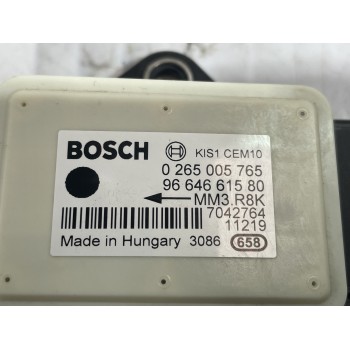 BOSCH KIS1 CEM10
0 265 005 765
96 646 615 80
MM3.R8K
7042764
11219
Made in Hungary 3086 658